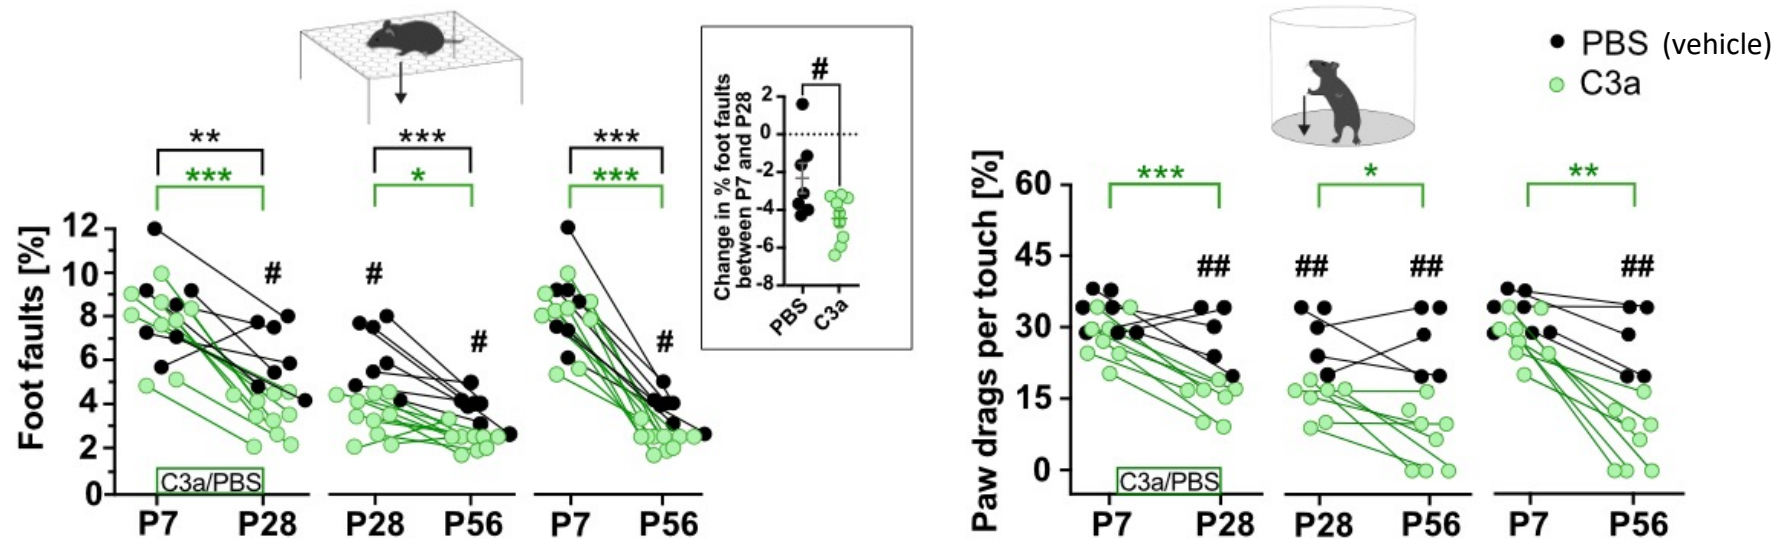 PBS (vehicle)
C3a
Foot faults [%]
12
10
8
6
4
2
0
**
***
#
C3a/PBS
P7 P28
***
*
#
#
P28 P56
***
***
#
P7 P56
Change in % foot faults
between P7 and P28
#
2
0
-2
-4
-6
-8
PBS C3a
Paw drags per touch [%]
60
45
30
15
0
***
##
C3a/PBS
P7 P28
*
## ##
P28 P56
**
##
P7 P56